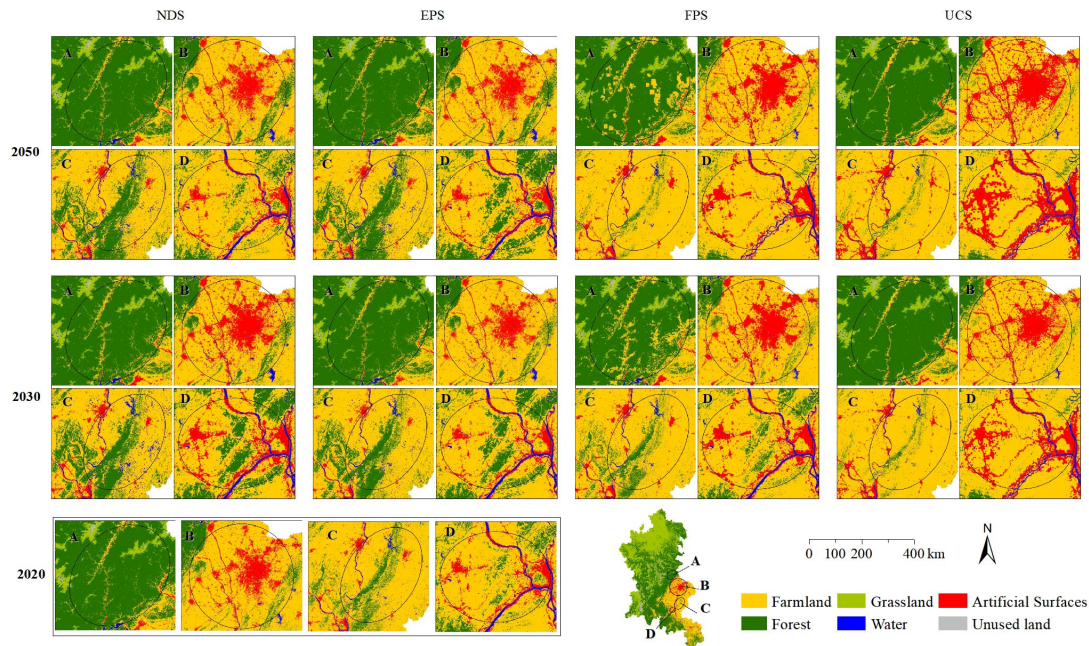 NDS EPS FPS UCS
A B A B A B A B
2050
C D C D C D C D
A B A B A B A B
2030
C D C D C D C D
A B C D
2020
A
B
C
D
N
0 100 200 400 km
Farmland Grassland Artificial Surfaces
Forest Water Unused land